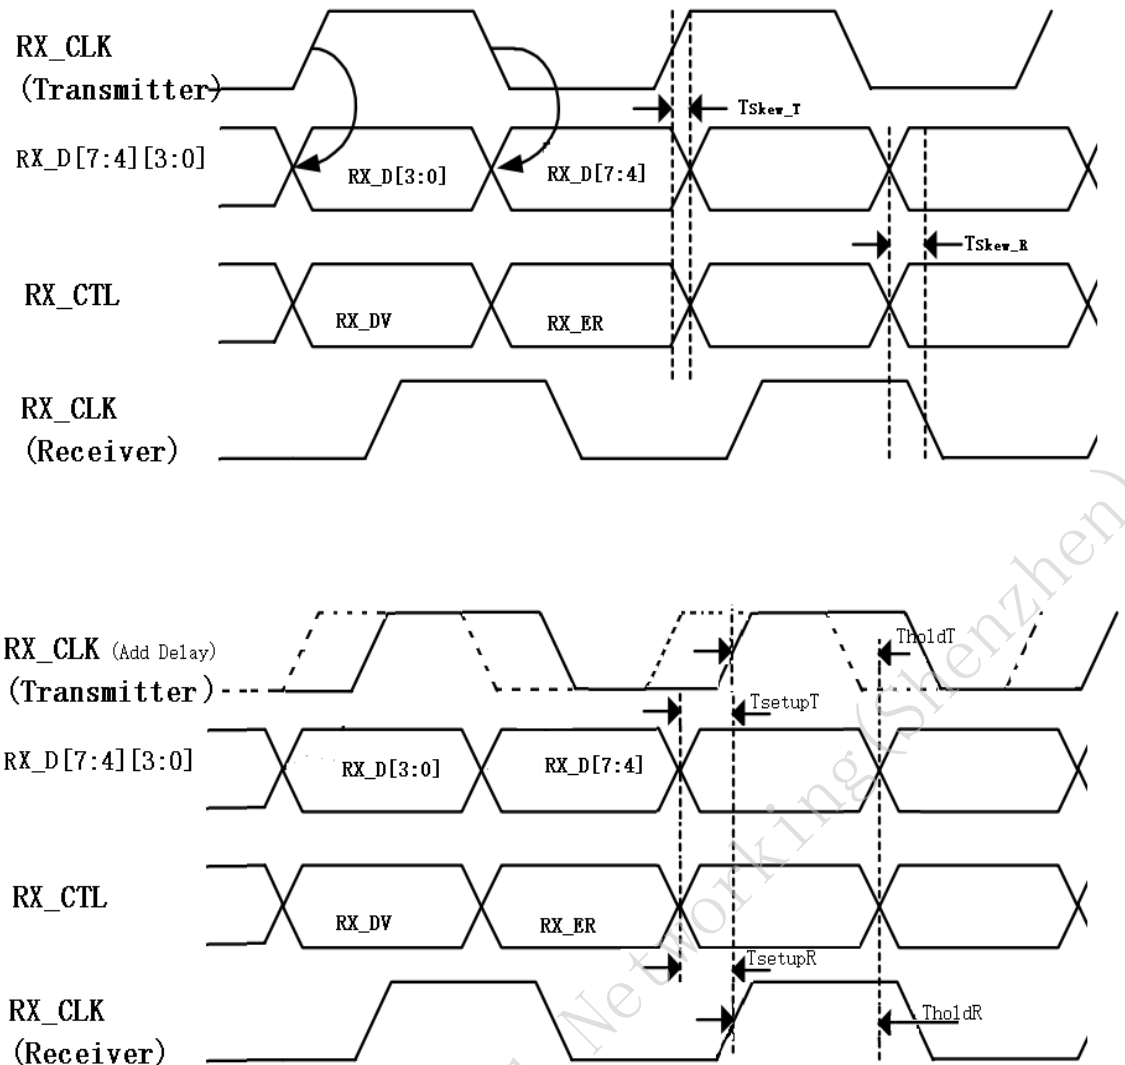 RX_CLK
(Transmitter)
TSkew_T
RX_D[7:4][3:0]
RX_D[3:0]
RX_D[7:4]
TSkew_R
RX_CTL
RX_DV
RX_ER
RX_CLK
(Receiver)
RX_CLK (Add Delay)
(Transmitter)
TholdT
TsetupT
RX_D[7:4][3:0]
RX_D[3:0]
RX_D[7:4]
RX_CTL
RX_DV
RX_ER
TsetupR
RX_CLK
(Receiver)
TholdR
Networking(Shenzhen)